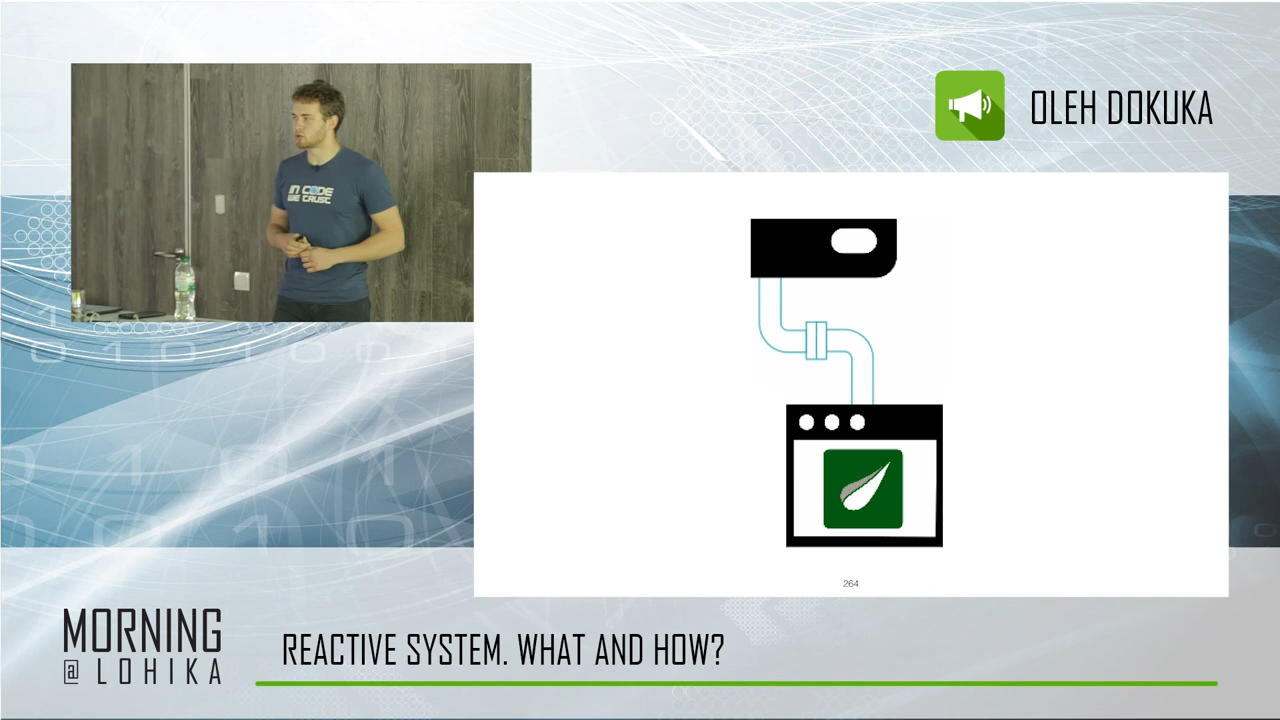 OLEH DOKUKA
IN CODE
WE TRUST
264
MORNING
@ LOHIKA
REACTIVE SYSTEM. WHAT AND HOW?